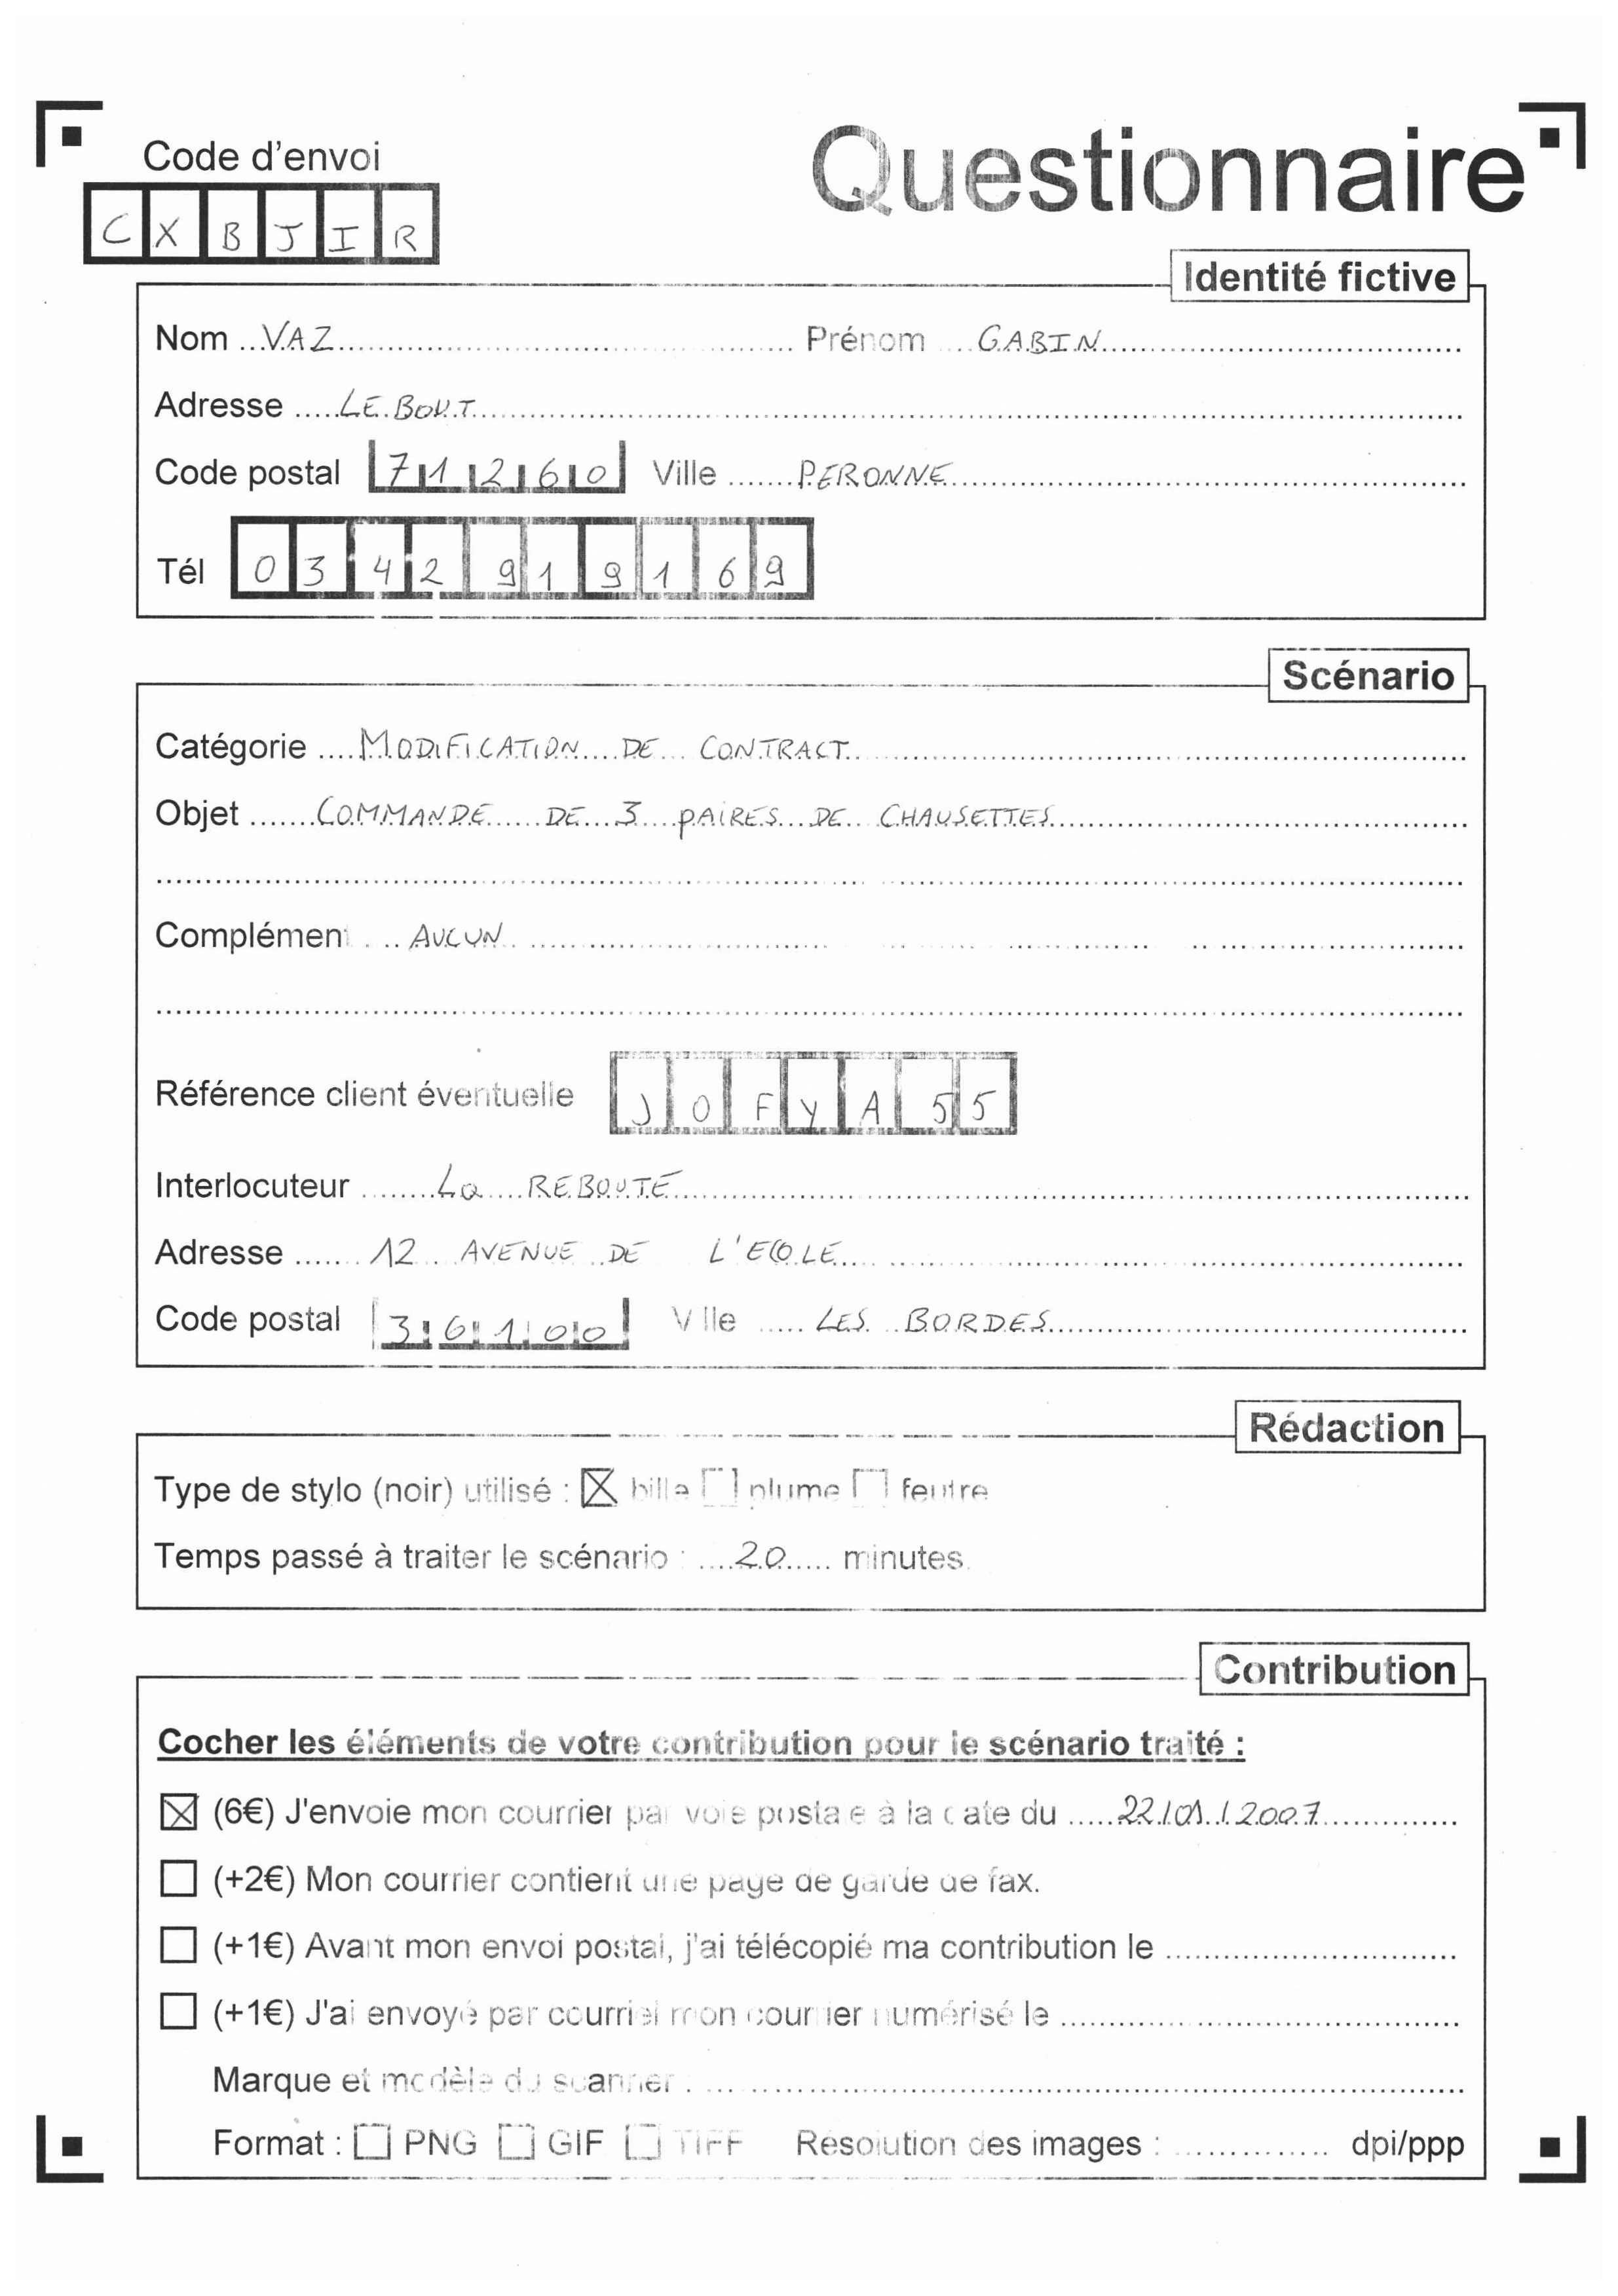 Code d'envoi
Questionnaire
CXBJIR
Identité fictive
Nom VAZ Prénom GABIN
Adresse LE BOUT
Code postal 71260 Ville PERONNE
Tél 0342919169
Scénario
Catégorie MODIFICATION DE CONTRACT
Objet COMMANDE DE 3 PAIRES DE CHAUSETTES
Complément AUCUN
Référence client éventuelle JOFYA55
Interlocuteur La REBOUTE
Adresse 12 AVENUE DE L'ECOLE
Code postal 36100 Ville LES BORDES
Rédaction
Type de stylo (noir) utilisé : ☒ bille ☐ plume ☐ feutre
Temps passé à traiter le scénario : 20 minutes.
Contribution
Cocher les éléments de votre contribution pour le scénario traité :
☒ (6€) J'envoie mon courrier par voie postale à la date du 22/01/2007
☐ (+2€) Mon courrier contient une page de garde de fax.
☐ (+1€) Avant mon envoi postal, j'ai télécopié ma contribution le
☐ (+1€) J'ai envoyé par courriel mon courrier numérisé le
Marque et modèle du scanner :
Format : ☐ PNG ☐ GIF ☐ TIFF Résolution des images : dpi/ppp